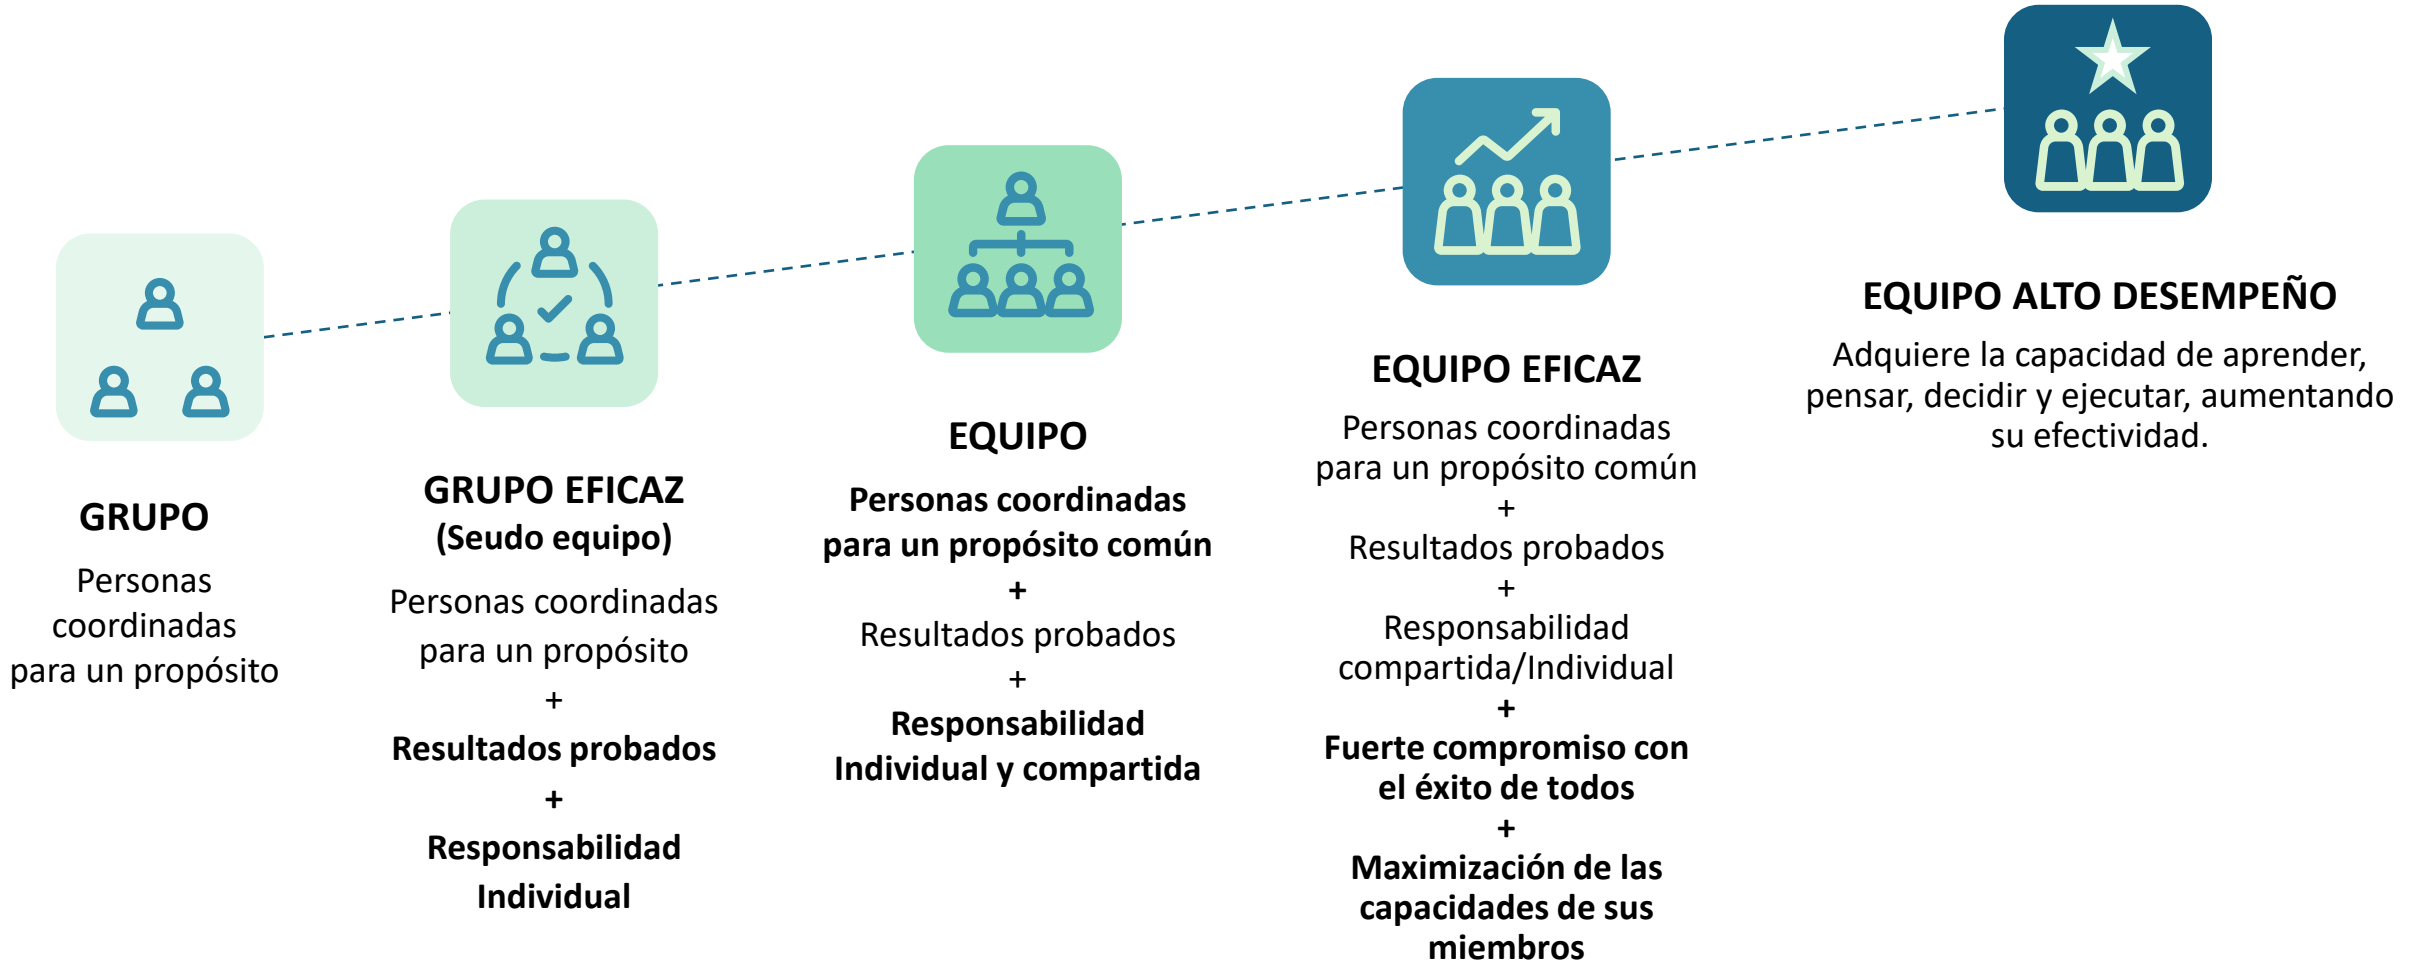 GRUPO
Personas
coordinadas
para un propósito
GRUPO EFICAZ
(Seudo equipo)
Personas coordinadas
para un propósito
+
Resultados probados
+
Responsabilidad
Individual
EQUIPO
Personas coordinadas
para un propósito común
+
Resultados probados
+
Responsabilidad
Individual y compartida
EQUIPO EFICAZ
Personas coordinadas
para un propósito común
+
Resultados probados
+
Responsabilidad
compartida/Individual
+
Fuerte compromiso con
el éxito de todos
+
Maximización de las
capacidades de sus
miembros
EQUIPO ALTO DESEMPEÑO
Adquiere la capacidad de aprender,
pensar, decidir y ejecutar, aumentando
su efectividad.